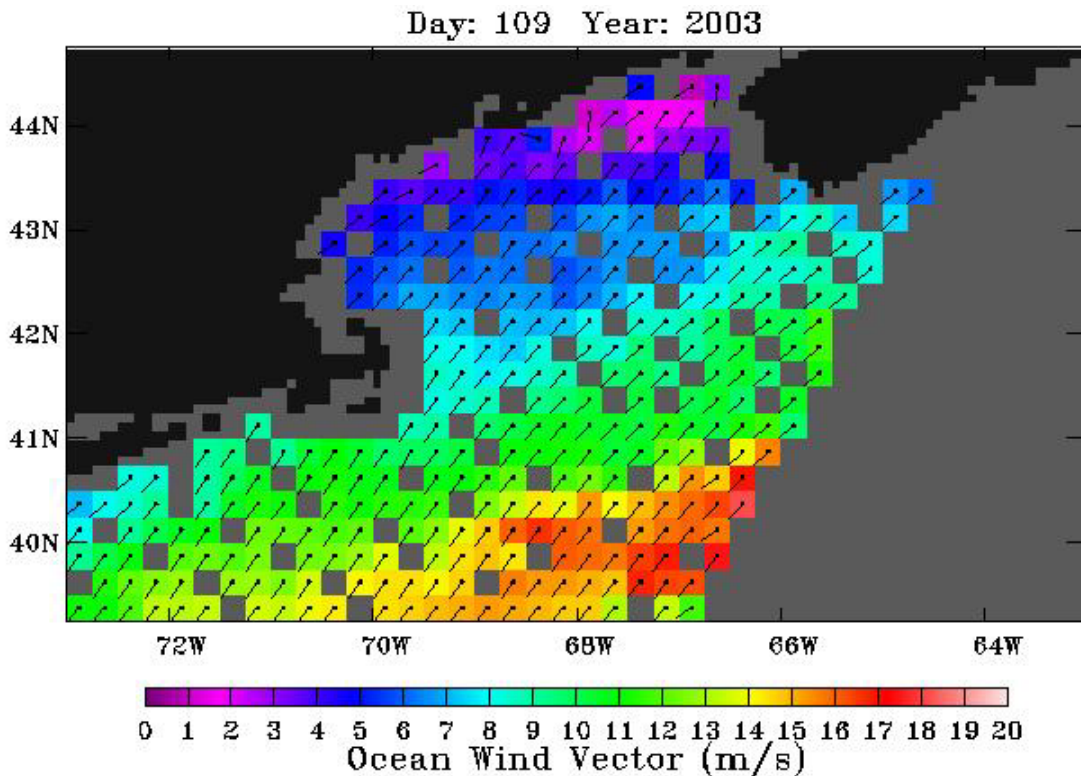 Day: 109 Year: 2003
44N
43N
42N
41N
40N
72W 70W 68W 66W 64W
0 1 2 3 4 5 6 7 8 9 10 11 12 13 14 15 16 17 18 19 20
Ocean Wind Vector (m/s)